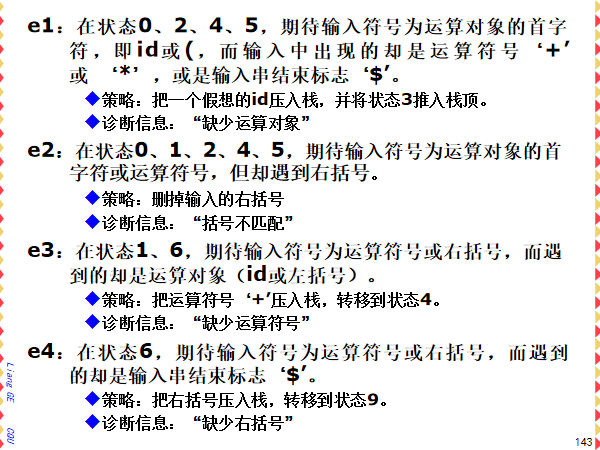 e1：在状态0、2、4、5，期待输入符号为运算对象的首字
符，即id或(，而输入中出现的却是运算符号‘+’
或‘*’，或是输入串结束标志‘$’。
◆策略：把一个假想的id压入栈，并将状态3推入栈顶。
◆诊断信息：“缺少运算对象”
e2：在状态0、1、2、4、5，期待输入符号为运算对象的首
字符或运算符号，但却遇到右括号。
◆策略：删掉输入的右括号
◆诊断信息：“括号不匹配”
e3：在状态1、6，期待输入符号为运算符号或右括号，而遇
到的却是运算对象（id或左括号）。
◆策略：把运算符号‘+’压入栈，转移到状态4。
◆诊断信息：“缺少运算符号”
e4：在状态6，期待输入符号为运算符号或右括号，而遇到
的却是输入串结束标志‘$’。
◆策略：把右括号压入栈，转移到状态9。
◆诊断信息：“缺少右括号”
Liang GE CQU
143